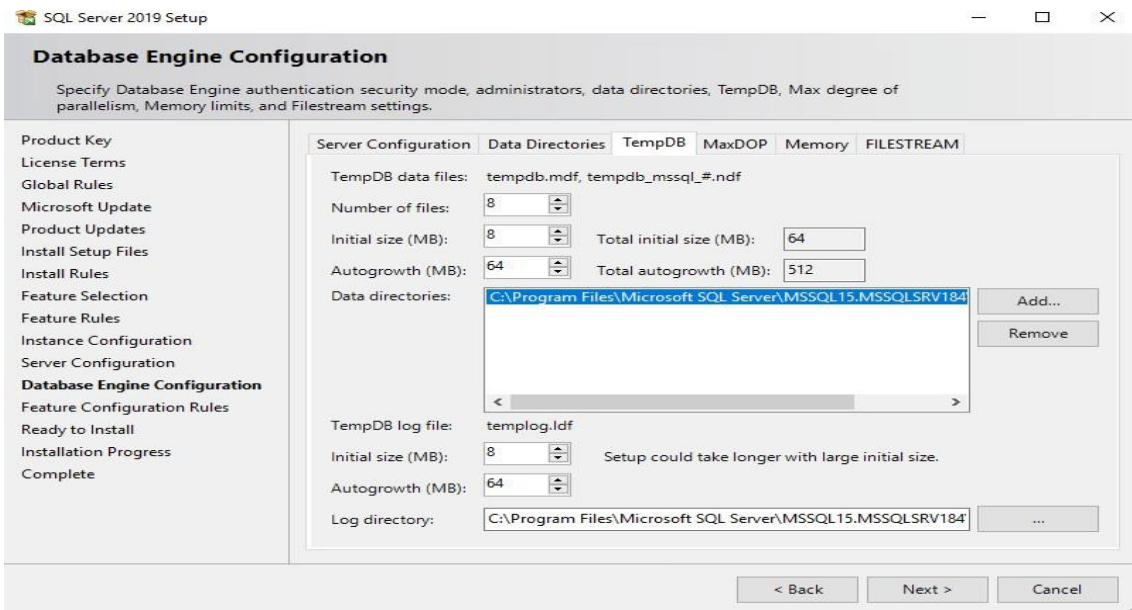 SQL Server 2019 Setup
Database Engine Configuration
Specify Database Engine authentication security mode, administrators, data directories, TempDB, Max degree of
parallelism, Memory limits, and Filestream settings.
Product Key
License Terms
Global Rules
Microsoft Update
Product Updates
Install Setup Files
Install Rules
Feature Selection
Feature Rules
Instance Configuration
Server Configuration
Database Engine Configuration
Feature Configuration Rules
Ready to Install
Installation Progress
Complete
Server Configuration Data Directories TempDB MaxDOP Memory FILESTREAM
TempDB data files: tempdb.mdf, tempdb_mssql_#.ndf
Number of files: 8
Initial size (MB): 8 Total initial size (MB): 64
Autogrowth (MB): 64 Total autogrowth (MB): 512
Data directories: C:\Program Files\Microsoft SQL Server\MSSQL15.MSSQLSRV184 Add...
Remove
TempDB log file: templog.ldf
Initial size (MB): 8 Setup could take longer with large initial size.
Autogrowth (MB): 64
Log directory: C:\Program Files\Microsoft SQL Server\MSSQL15.MSSQLSRV184 ...
< Back Next > Cancel